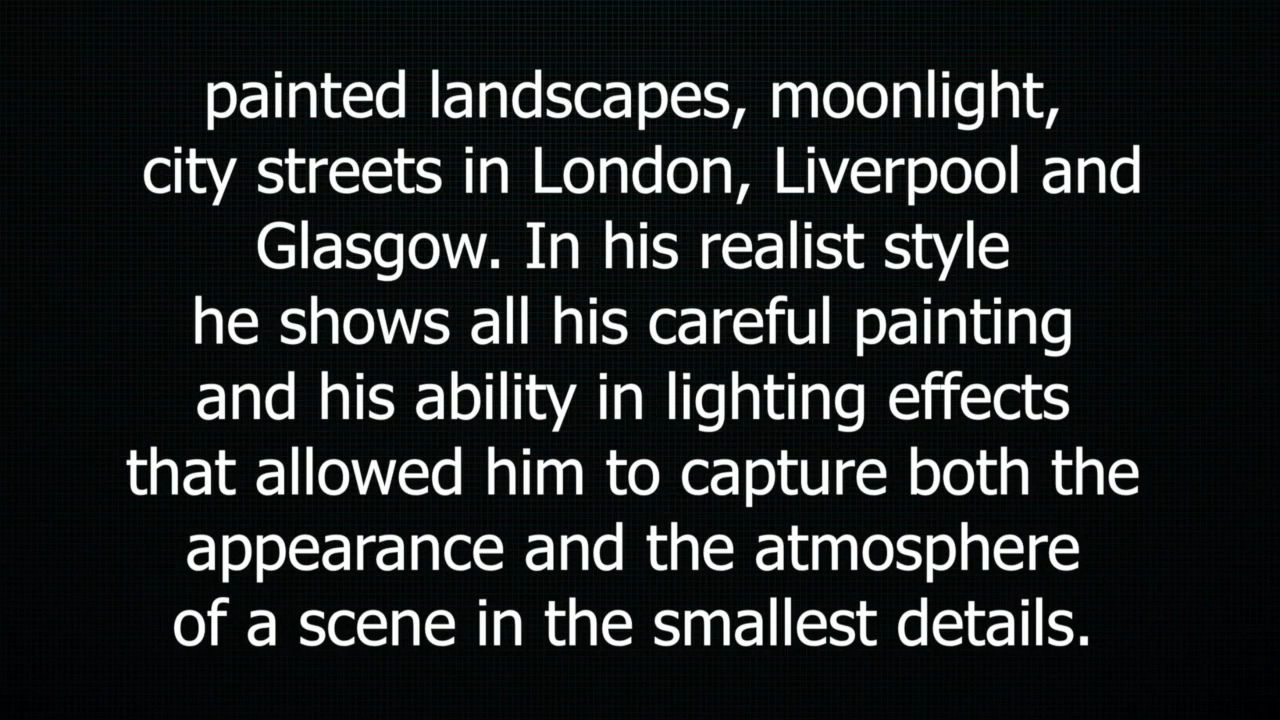 painted landscapes, moonlight,
city streets in London, Liverpool and
Glasgow. In his realist style
he shows all his careful painting
and his ability in lighting effects
that allowed him to capture both the
appearance and the atmosphere
of a scene in the smallest details.